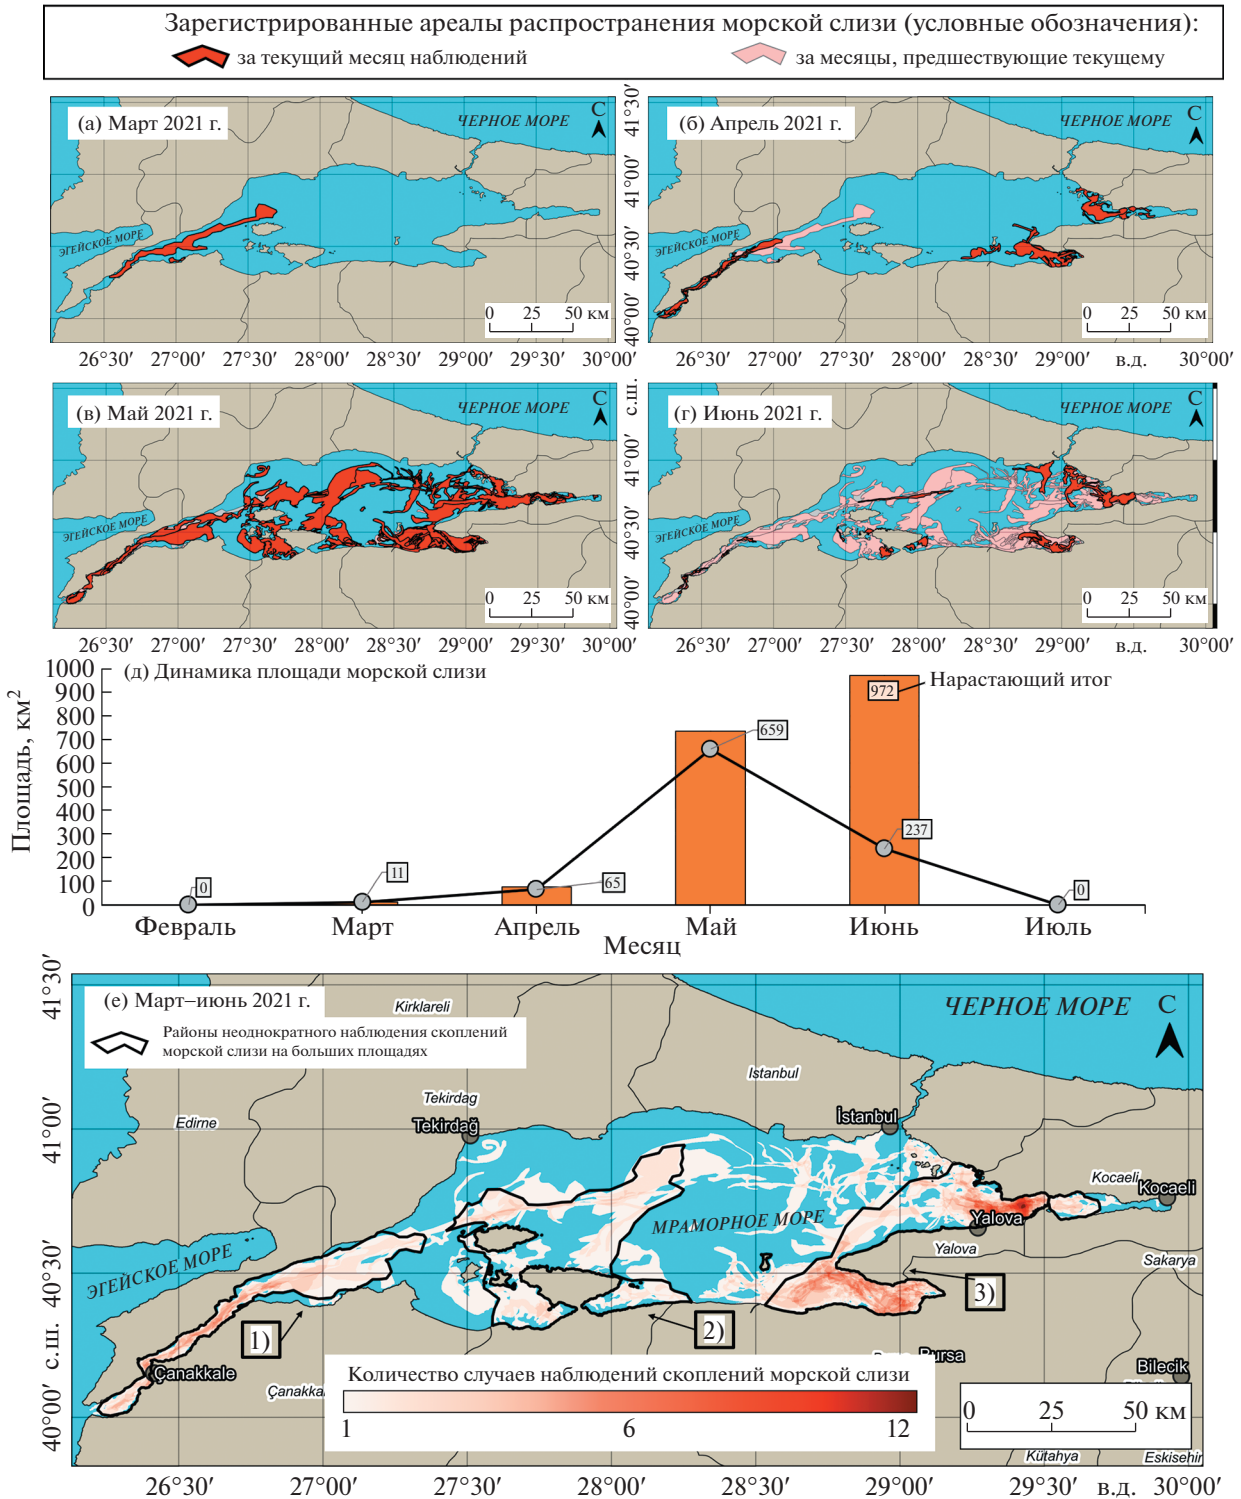 Зарегистрированные ареалы распространения морской слизи (условные обозначения):
за текущий месяц наблюдений
за месяцы, предшествующие текущему
(а) Март 2021 г.
ЧЕРНОЕ МОРЕ
С
ЭГЕЙСКОЕ МОРЕ
0 25 50 км
26°30′ 27°00′ 27°30′ 28°00′ 28°30′ 29°00′ 29°30′ 30°00′
41°30′
41°00′
40°30′
40°00′
(б) Апрель 2021 г.
ЧЕРНОЕ МОРЕ
С
ЭГЕЙСКОЕ МОРЕ
0 25 50 км
26°30′ 27°00′ 27°30′ 28°00′ 28°30′ 29°00′ в.д. 30°00′
(в) Май 2021 г.
ЧЕРНОЕ МОРЕ
С
ЭГЕЙСКОЕ МОРЕ
0 25 50 км
26°30′ 27°00′ 27°30′ 28°00′ 28°30′ 29°00′ 29°30′ 30°00′
с.ш.
41°00′
40°30′
40°00′
(г) Июнь 2021 г.
ЧЕРНОЕ МОРЕ
С
ЭГЕЙСКОЕ МОРЕ
0 25 50 км
26°30′ 27°00′ 27°30′ 28°00′ 28°30′ 29°00′ в.д. 30°00′
(д) Динамика площади морской слизи
Площадь, км²
1000
900
800
700
600
500
400
300
200
100
0
0
11
65
659
972
237
0
Нарастающий итог
Февраль Март Апрель Май Июнь Июль
Месяц
(е) Март–июнь 2021 г.
Районы неоднократного наблюдения скоплений
морской слизи на больших площадях
Kirklareli
ЧЕРНОЕ МОРЕ
С
Istanbul
Tekirdag
Edirne
Tekirdağ
İstanbul
Kocaeli
Kocaeli
МРАМОРНОЕ МОРЕ
Yalova
Yalova
Sakarya
ЭГЕЙСКОЕ МОРЕ
1)
2)
3)
Çanakkale
Bursa
Bilecik
Количество случаев наблюдений скоплений морской слизи
1 6 12
0 25 50 км
Kütahya
41°30′
41°00′
40°30′
с.ш.
40°00′
26°30′ 27°00′ 27°30′ 28°00′ 28°30′ 29°00′ 29°30′ в.д. 30°00′